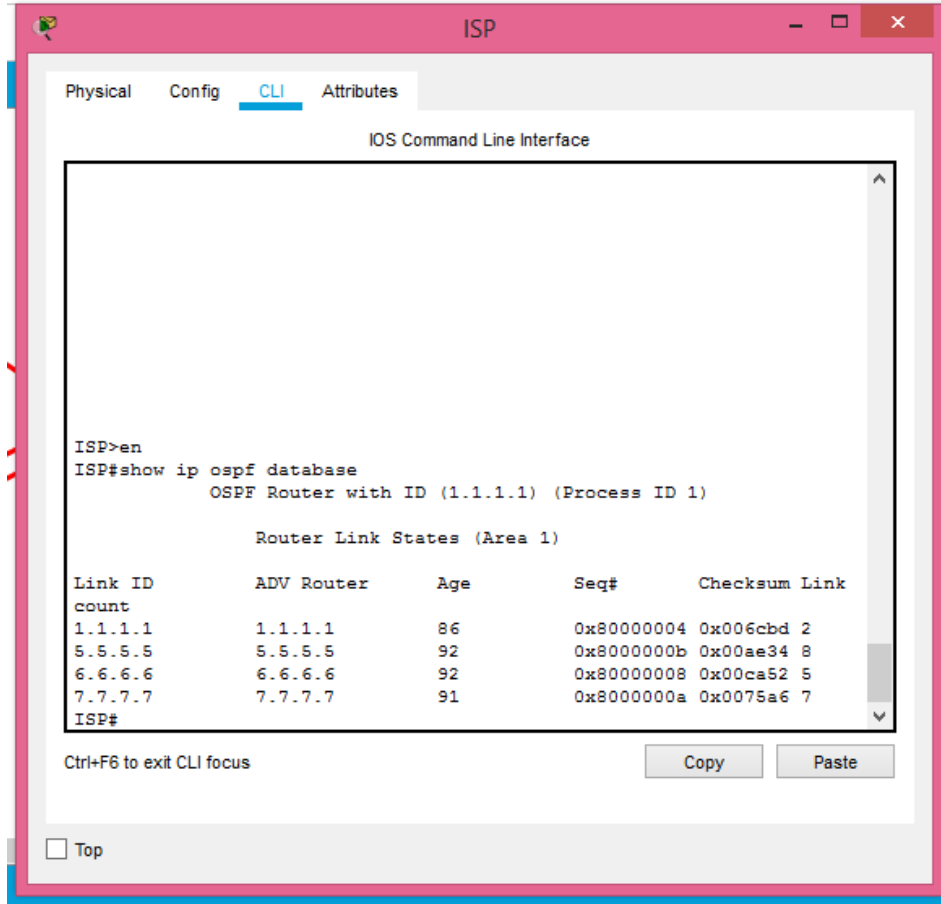 ISP
Physical Config CLI Attributes
IOS Command Line Interface
ISP>en
ISP#show ip ospf database
OSPF Router with ID (1.1.1.1) (Process ID 1)
Router Link States (Area 1)
Link ID ADV Router Age Seq# Checksum Link
count
1.1.1.1 1.1.1.1 86 0x80000004 0x006cbd 2
5.5.5.5 5.5.5.5 92 0x8000000b 0x00ae34 8
6.6.6.6 6.6.6.6 92 0x80000008 0x00ca52 5
7.7.7.7 7.7.7.7 91 0x8000000a 0x0075a6 7
ISP#
Ctrl+F6 to exit CLI focus Copy Paste
Top